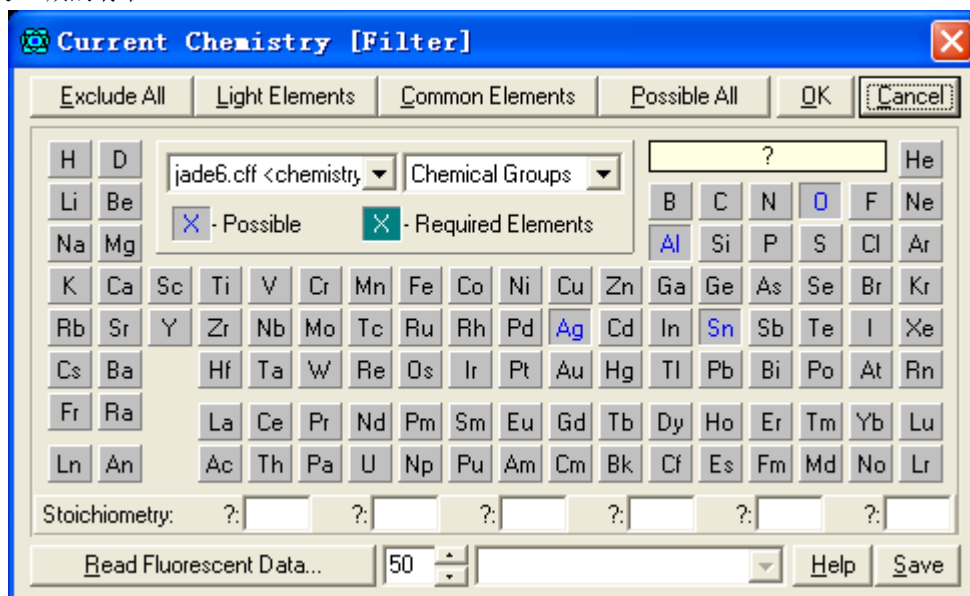 Current Chemistry [Filter]
Exclude All Light Elements Common Elements Possible All OK Cancel
H D jade6.cff <chemistry Chemical Groups ? He
Li Be X - Possible X - Required Elements B C N O F Ne
Na Mg Al Si P S Cl Ar
K Ca Sc Ti V Cr Mn Fe Co Ni Cu Zn Ga Ge As Se Br Kr
Rb Sr Y Zr Nb Mo Tc Ru Rh Pd Ag Cd In Sn Sb Te I Xe
Cs Ba Hf Ta W Re Os Ir Pt Au Hg Tl Pb Bi Po At Rn
Fr Ra La Ce Pr Nd Pm Sm Eu Gd Tb Dy Ho Er Tm Yb Lu
Ln An Ac Th Pa U Np Pu Am Cm Bk Cf Es Fm Md No Lr
Stoichiometry: ?: ?: ?: ?: ?: ?:
Read Fluorescent Data... 50 Help Save